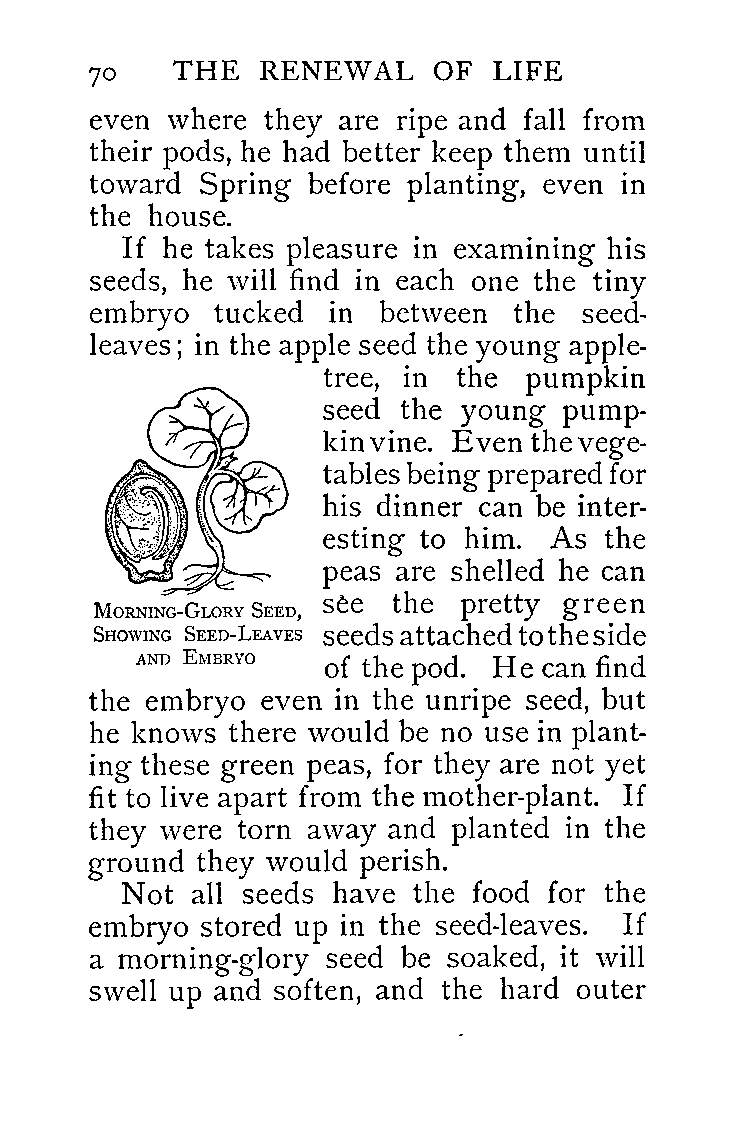 70 THE RENEWAL OF LIFE
even where they are ripe and fall from
their pods, he had better keep them until
toward Spring before planting, even in
the house.
If he takes pleasure in examining his
seeds, he will find in each one the tiny
embryo tucked in between the seed-
leaves; in the apple seed the young apple-
tree, in the pumpkin
seed the young pump-
kin vine. Even the vege-
tables being prepared for
his dinner can be inter-
esting to him. As the
peas are shelled he can
see the pretty green
seeds attached to the side
of the pod. He can find
MORNING-GLORY SEED,
SHOWING SEED-LEAVES
AND EMBRYO
the embryo even in the unripe seed, but
he knows there would be no use in plant-
ing these green peas, for they are not yet
fit to live apart from the mother-plant. If
they were torn away and planted in the
ground they would perish.
Not all seeds have the food for the
embryo stored up in the seed-leaves. If
a morning-glory seed be soaked, it will
swell up and soften, and the hard outer